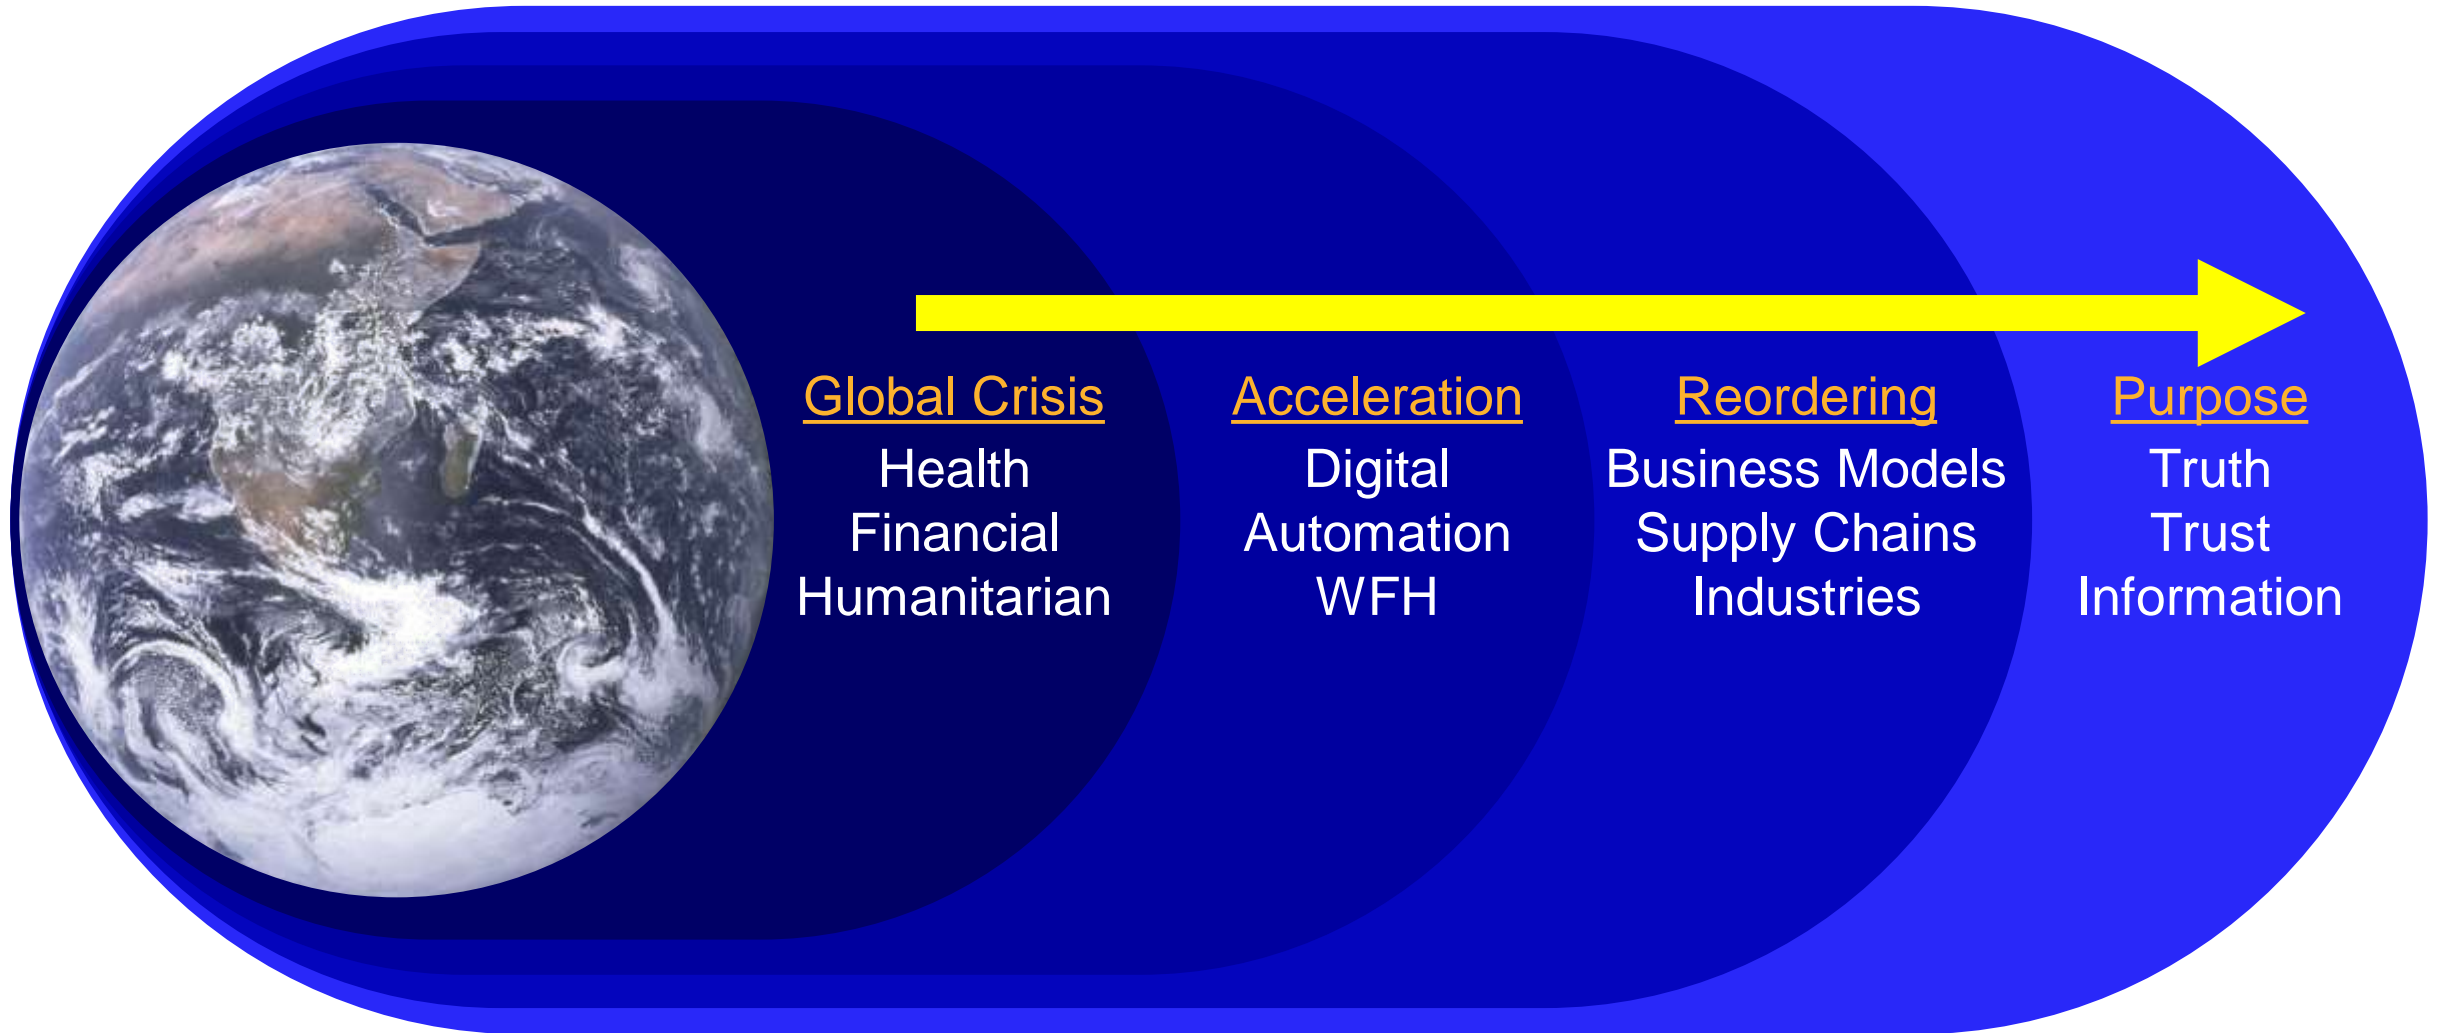 Global Crisis
Health
Financial
Humanitarian
Acceleration
Digital
Automation
WFH
Reordering
Business Models
Supply Chains
Industries
Purpose
Truth
Trust
Information